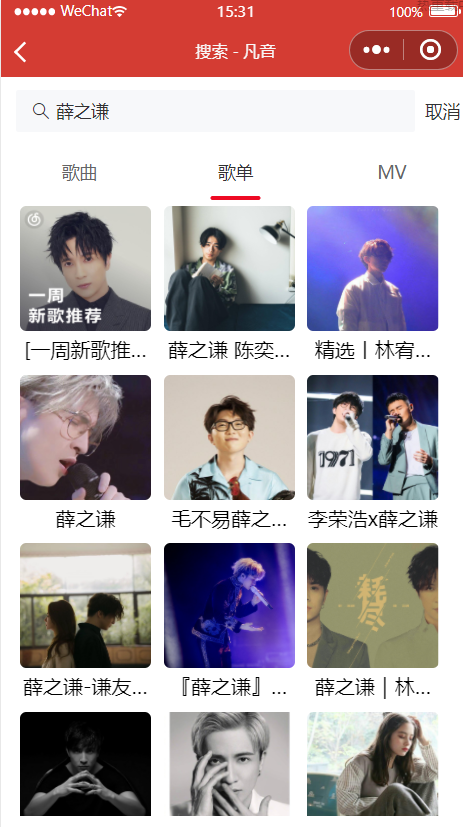 WeChat 15:31 100%
搜索 - 凡音
薛之谦 取消
歌曲 歌单 MV
一周
新歌推荐
[一周新歌推... 薛之谦 陈奕... 精选丨林宥...
1971
薛之谦 毛不易薛之... 李荣浩x薛之谦
耗尽
薛之谦-谦友... 『薛之谦』... 薛之谦 | 林...